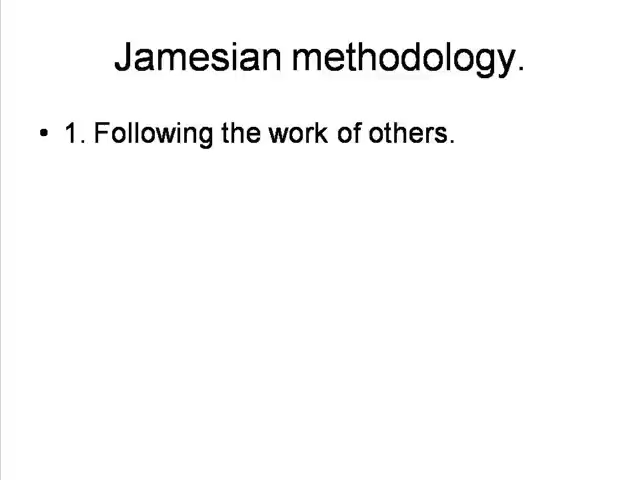 Jamesian methodology.
• 1. Following the work of others.